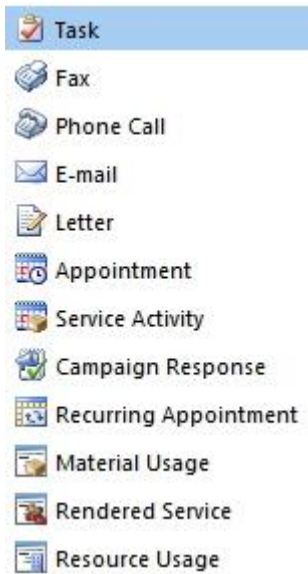 Task
Fax
Phone Call
E-mail
Letter
Appointment
Service Activity
Campaign Response
Recurring Appointment
Material Usage
Rendered Service
Resource Usage